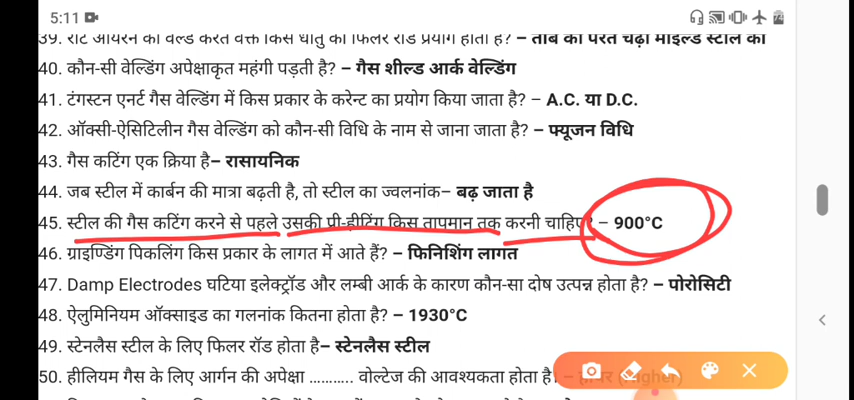 5:11
74
39. रॉट आयरन को वेल्ड करते वक्त किस धातु की फिलर रॉड प्रयोग होती है? – तांबे की परत चढ़ी माइल्ड स्टील की
40. कौन-सी वेल्डिंग अपेक्षाकृत महंगी पड़ती है? – गैस शील्ड आर्क वेल्डिंग
41. टंगस्टन एनर्ट गैस वेल्डिंग में किस प्रकार के करेन्ट का प्रयोग किया जाता है? – A.C. या D.C.
42. ऑक्सी-ऐसिटिलीन गैस वेल्डिंग को कौन-सी विधि के नाम से जाना जाता है? – फ्यूजन विधि
43. गैस कटिंग एक क्रिया है– रासायनिक
44. जब स्टील में कार्बन की मात्रा बढ़ती है, तो स्टील का ज्वलनांक– बढ़ जाता है
45. स्टील की गैस कटिंग करने से पहले उसकी प्री-हीटिंग किस तापमान तक करनी चाहिए? – 900°C
46. ग्राइण्डिंग पिकलिंग किस प्रकार के लागत में आते हैं? – फिनिशिंग लागत
47. Damp Electrodes घटिया इलेक्ट्रॉड और लम्बी आर्क के कारण कौन-सा दोष उत्पन्न होता है? – पोरोसिटी
48. ऐलुमिनियम ऑक्साइड का गलनांक कितना होता है? – 1930°C
49. स्टेनलैस स्टील के लिए फिलर रॉड होता है– स्टेनलैस स्टील
50. हीलियम गैस के लिए आर्गन की अपेक्षा ........... वोल्टेज की आवश्यकता होता है। – हायर (Higher)